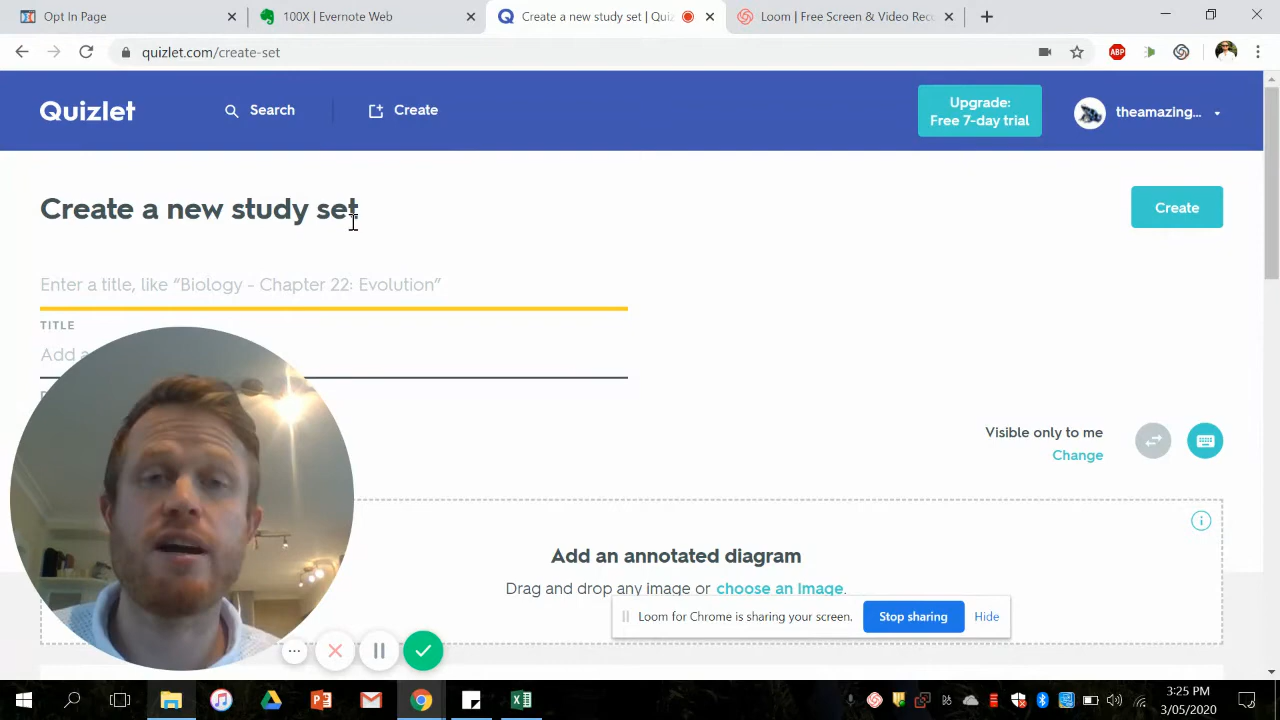 Opt In Page
100X | Evernote Web
Create a new study set | Quiz
Loom | Free Screen & Video Rec
quizlet.com/create-set
ABP
Quizlet
Search
Create
Upgrade:
Free 7-day trial
theamazing...
Create a new study set
Create
Enter a title, like “Biology - Chapter 22: Evolution”
TITLE
Add
Visible only to me
Change
Add an annotated diagram
Drag and drop any image or choose an image.
Loom for Chrome is sharing your screen.
Stop sharing
Hide
3:25 PM
3/05/2020